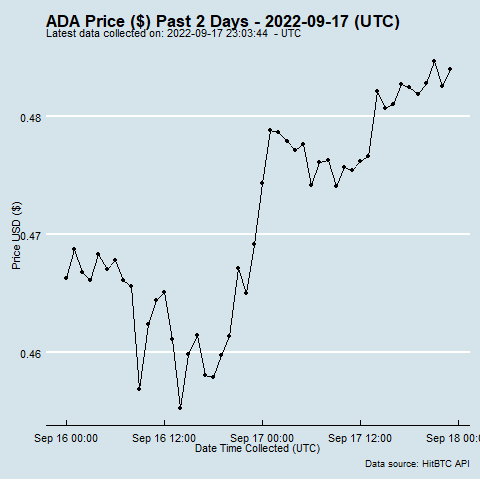 ADA Price ($) Past 2 Days - 2022-09-17 (UTC)
Latest data collected on: 2022-09-17 23:03:44 - UTC
0.48
0.47
0.46
Price USD ($)
Sep 16 00:00 Sep 16 12:00 Sep 17 00:00 Sep 17 12:00 Sep 18 00:
Date Time Collected (UTC)
Data source: HitBTC API